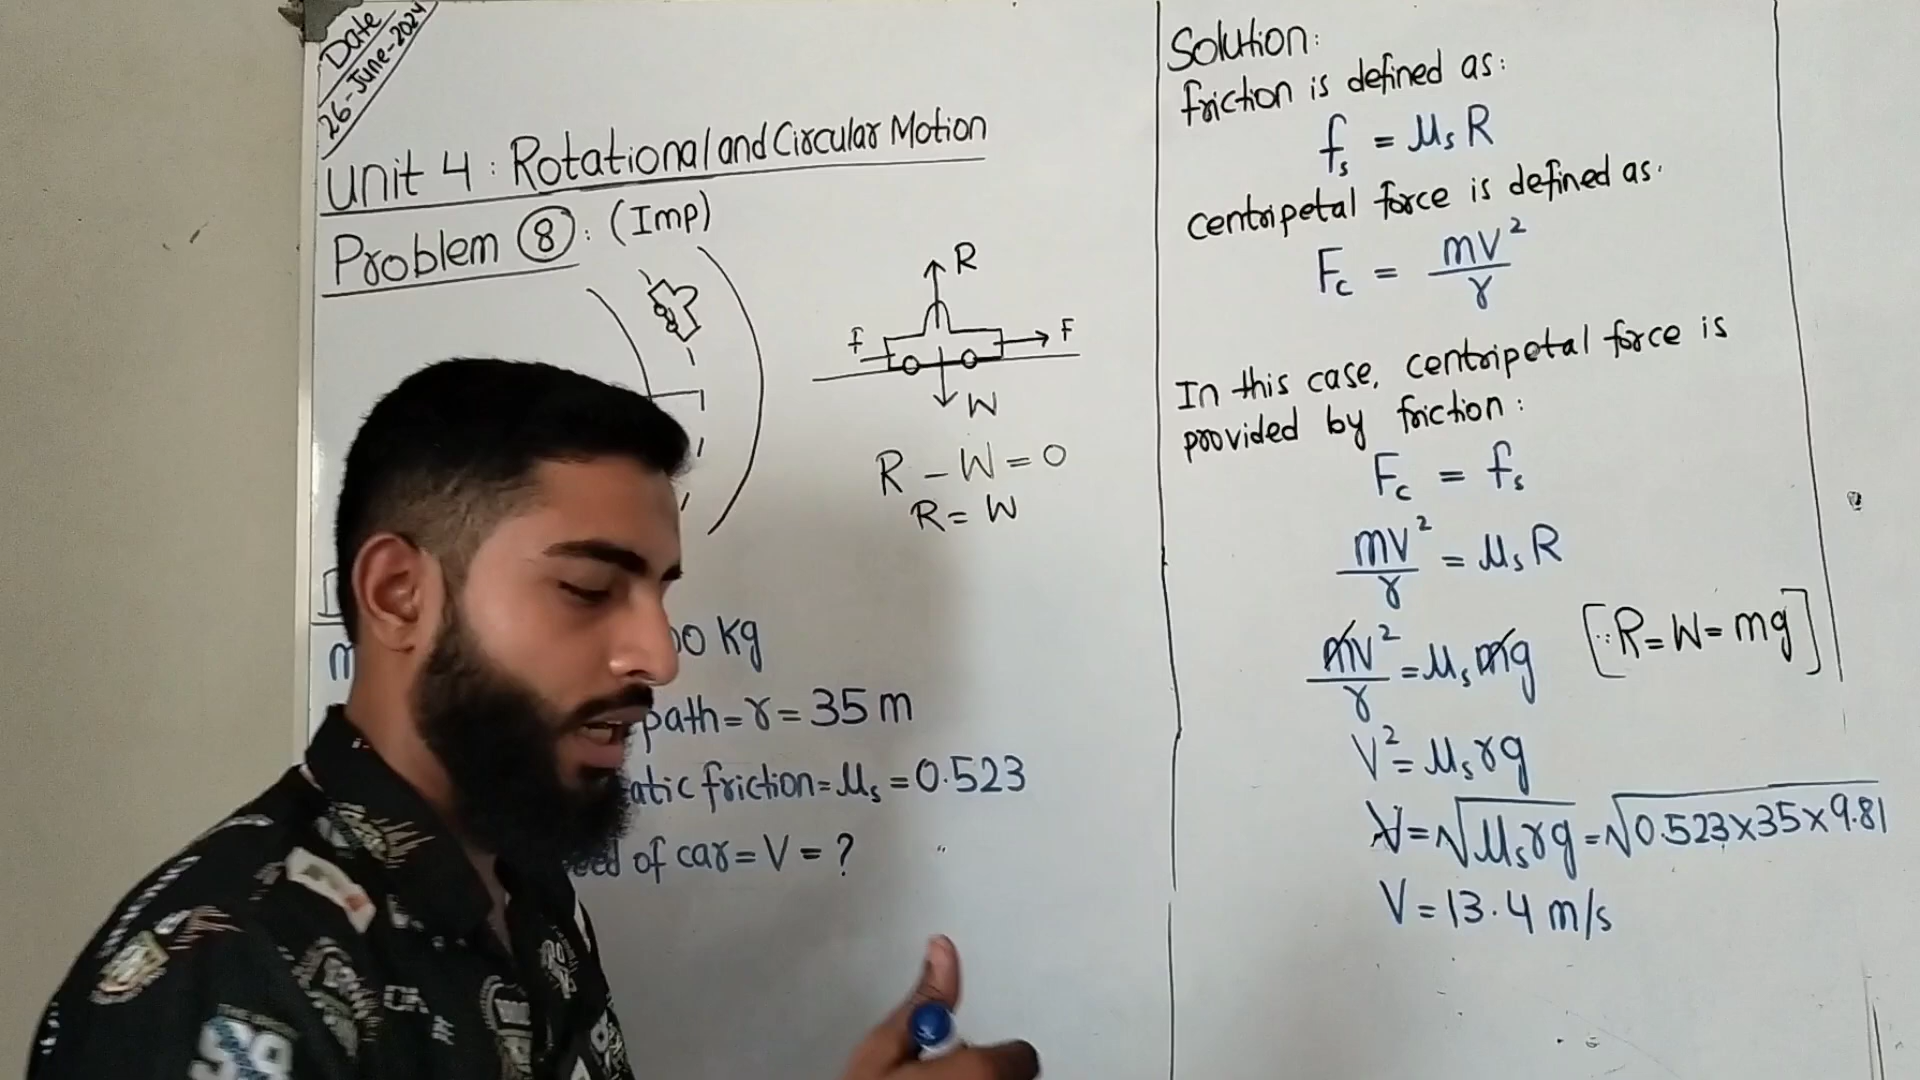 Date
26-June-2024
Unit 4: Rotational and Circular Motion
Problem 8: (Imp)
R
f
F
W
R - W = 0
R = W
m
00 Kg
path = r = 35 m
atic friction = μs = 0.523
eed of car = V = ?
Solution:
friction is defined as:
fs = μs R
centripetal force is defined as.
Fc = mV²/r
In this case, centripetal force is
provided by friction:
Fc = fs
mV²/r = μs R
mV²/r = μs mg [∵ R = W = mg]
V² = μs r g
V = √μs r g = √0.523 x 35 x 9.81
V = 13.4 m/s